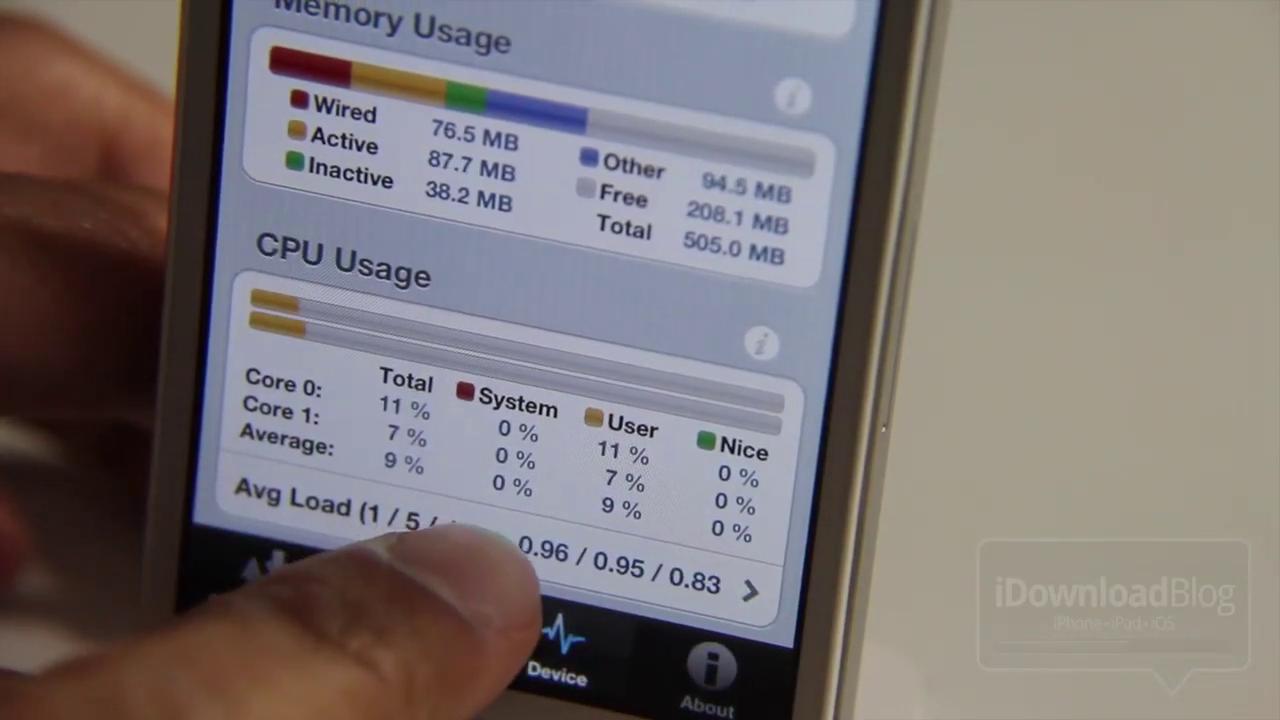 Memory Usage
Wired 76.5 MB Other 94.5 MB
Active 87.7 MB Free 208.1 MB
Inactive 38.2 MB Total 505.0 MB
CPU Usage
Total System User Nice
Core 0: 11 % 0 % 11 % 0 %
Core 1: 7 % 0 % 7 % 0 %
Average: 9 % 0 % 9 % 0 %
Avg Load (1 / 5 / 0.96 / 0.95 / 0.83
Device
About
iDownloadBlog
iPhone•iPad•iOS